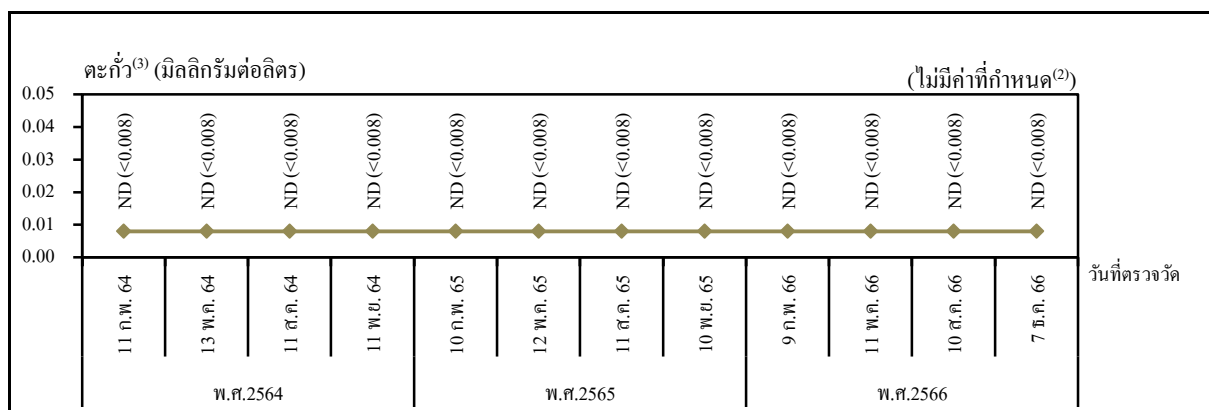 ตะกั่ว(3) (มิลลิกรัมต่อลิตร)
(ไม่มีค่าที่กำหนด(2))
0.05
0.04
0.03
0.02
0.01
0.00
ND (<0.008)
ND (<0.008)
ND (<0.008)
ND (<0.008)
ND (<0.008)
ND (<0.008)
ND (<0.008)
ND (<0.008)
ND (<0.008)
ND (<0.008)
ND (<0.008)
ND (<0.008)
วันที่ตรวจวัด
11 ก.พ. 64
13 พ.ค. 64
11 ส.ค. 64
11 พ.ย. 64
10 ก.พ. 65
12 พ.ค. 65
11 ส.ค. 65
10 พ.ย. 65
9 ก.พ. 66
11 พ.ค. 66
10 ส.ค. 66
7 ธ.ค. 66
พ.ศ.2564
พ.ศ.2565
พ.ศ.2566